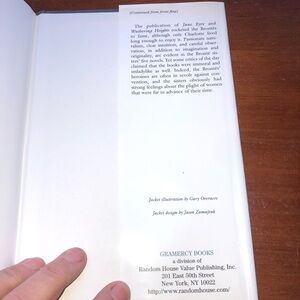 (Continued from front flap)
The publication of Jane Eyre and
Wuthering Heights rocketed the Brontës
to fame, although only Charlotte lived
long enough to enjoy it. Passionate natu-
ralism, clear intuition, and careful obser-
vation, in addition to imagination and
originality, are evident in the Brontë sis-
ters' five novels. Yet some critics of the day
claimed that the books were immoral and
unladylike as well. Indeed, the Brontës'
heroines are often in revolt against con-
vention, and the sisters obviously had
strong feelings about the plight of women
that were far in advance of their time.
Jacket illustration by Gary Overacre
Jacket design by Jason Zamajtuk
GRAMERCY BOOKS
a division of
Random House Value Publishing, Inc.
201 East 50th Street
New York, NY 10022
http://www.randomhouse.com/